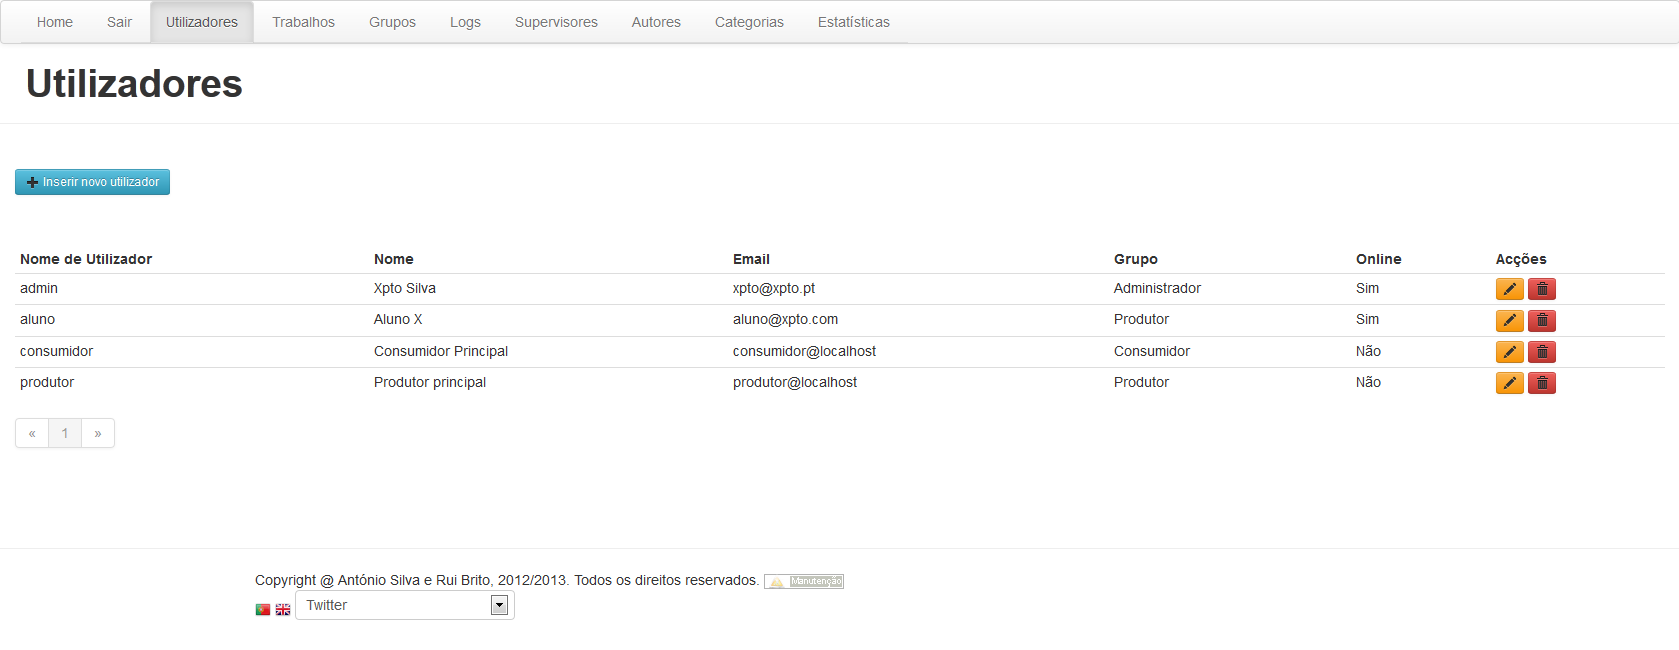 Home Sair Utilizadores Trabalhos Grupos Logs Supervisores Autores Categorias Estatísticas
Utilizadores
Inserir novo utilizador
Nome de Utilizador Nome Email Grupo Online Acções
admin Xpto Silva xpto@xpto.pt Administrador Sim
aluno Aluno X aluno@xpto.com Produtor Sim
consumidor Consumidor Principal consumidor@localhost Consumidor Não
produtor Produtor principal produtor@localhost Produtor Não
« 1 »
Copyright @ António Silva e Rui Brito, 2012/2013. Todos os direitos reservados. Manutenção
Twitter